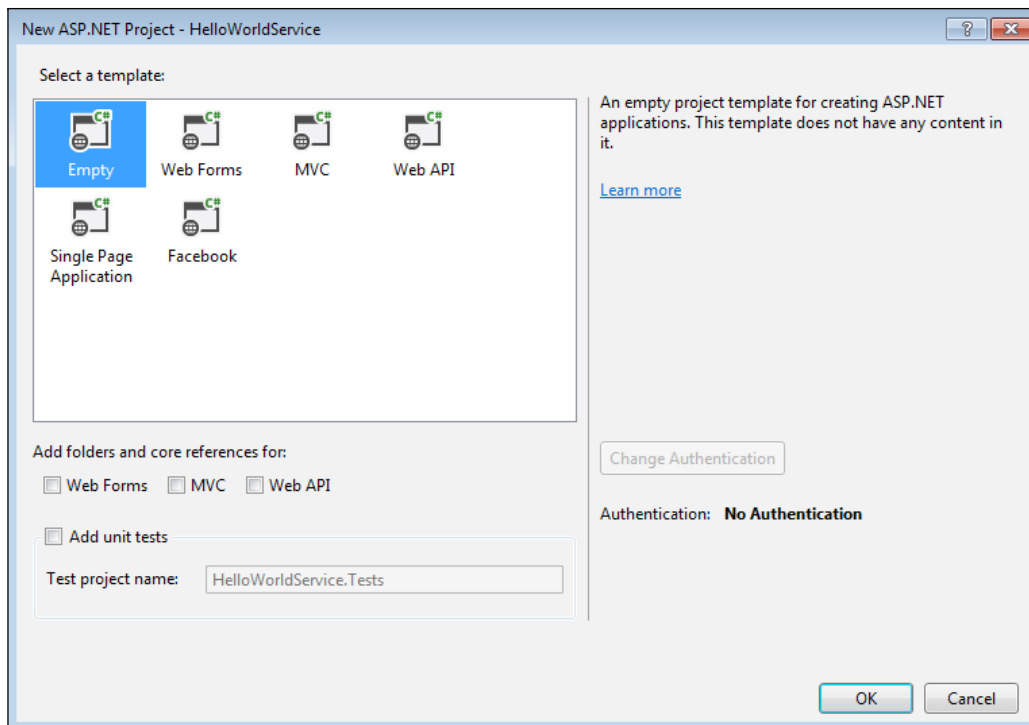 New ASP.NET Project - HelloWorldService
Select a template:
C# C# C# C#
Empty Web Forms MVC Web API
C# C#
Single Page Facebook
Application
An empty project template for creating ASP.NET
applications. This template does not have any content in
it.
Learn more
Add folders and core references for:
Web Forms MVC Web API
Add unit tests
Test project name: HelloWorldService.Tests
Change Authentication
Authentication: No Authentication
OK Cancel